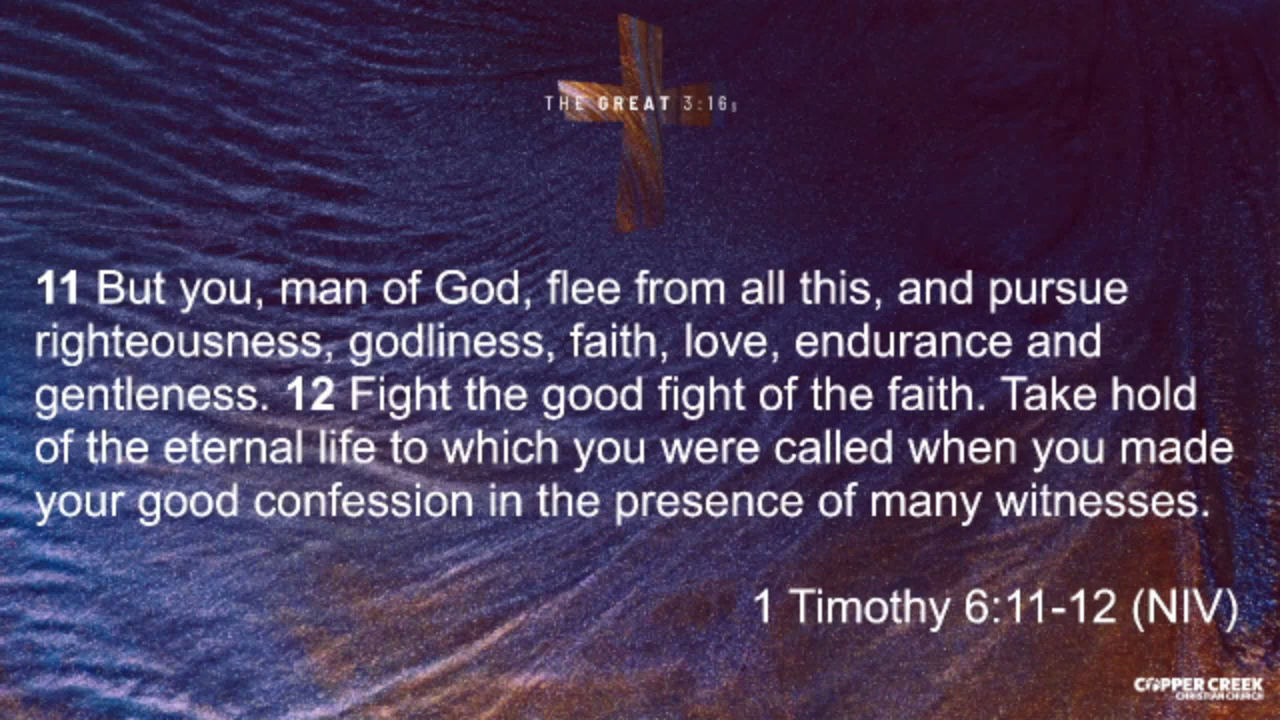 THE GREAT 3:16s
11 But you, man of God, flee from all this, and pursue
righteousness, godliness, faith, love, endurance and
gentleness. 12 Fight the good fight of the faith. Take hold
of the eternal life to which you were called when you made
your good confession in the presence of many witnesses.
1 Timothy 6:11-12 (NIV)
COPPER CREEK
CHRISTIAN CHURCH